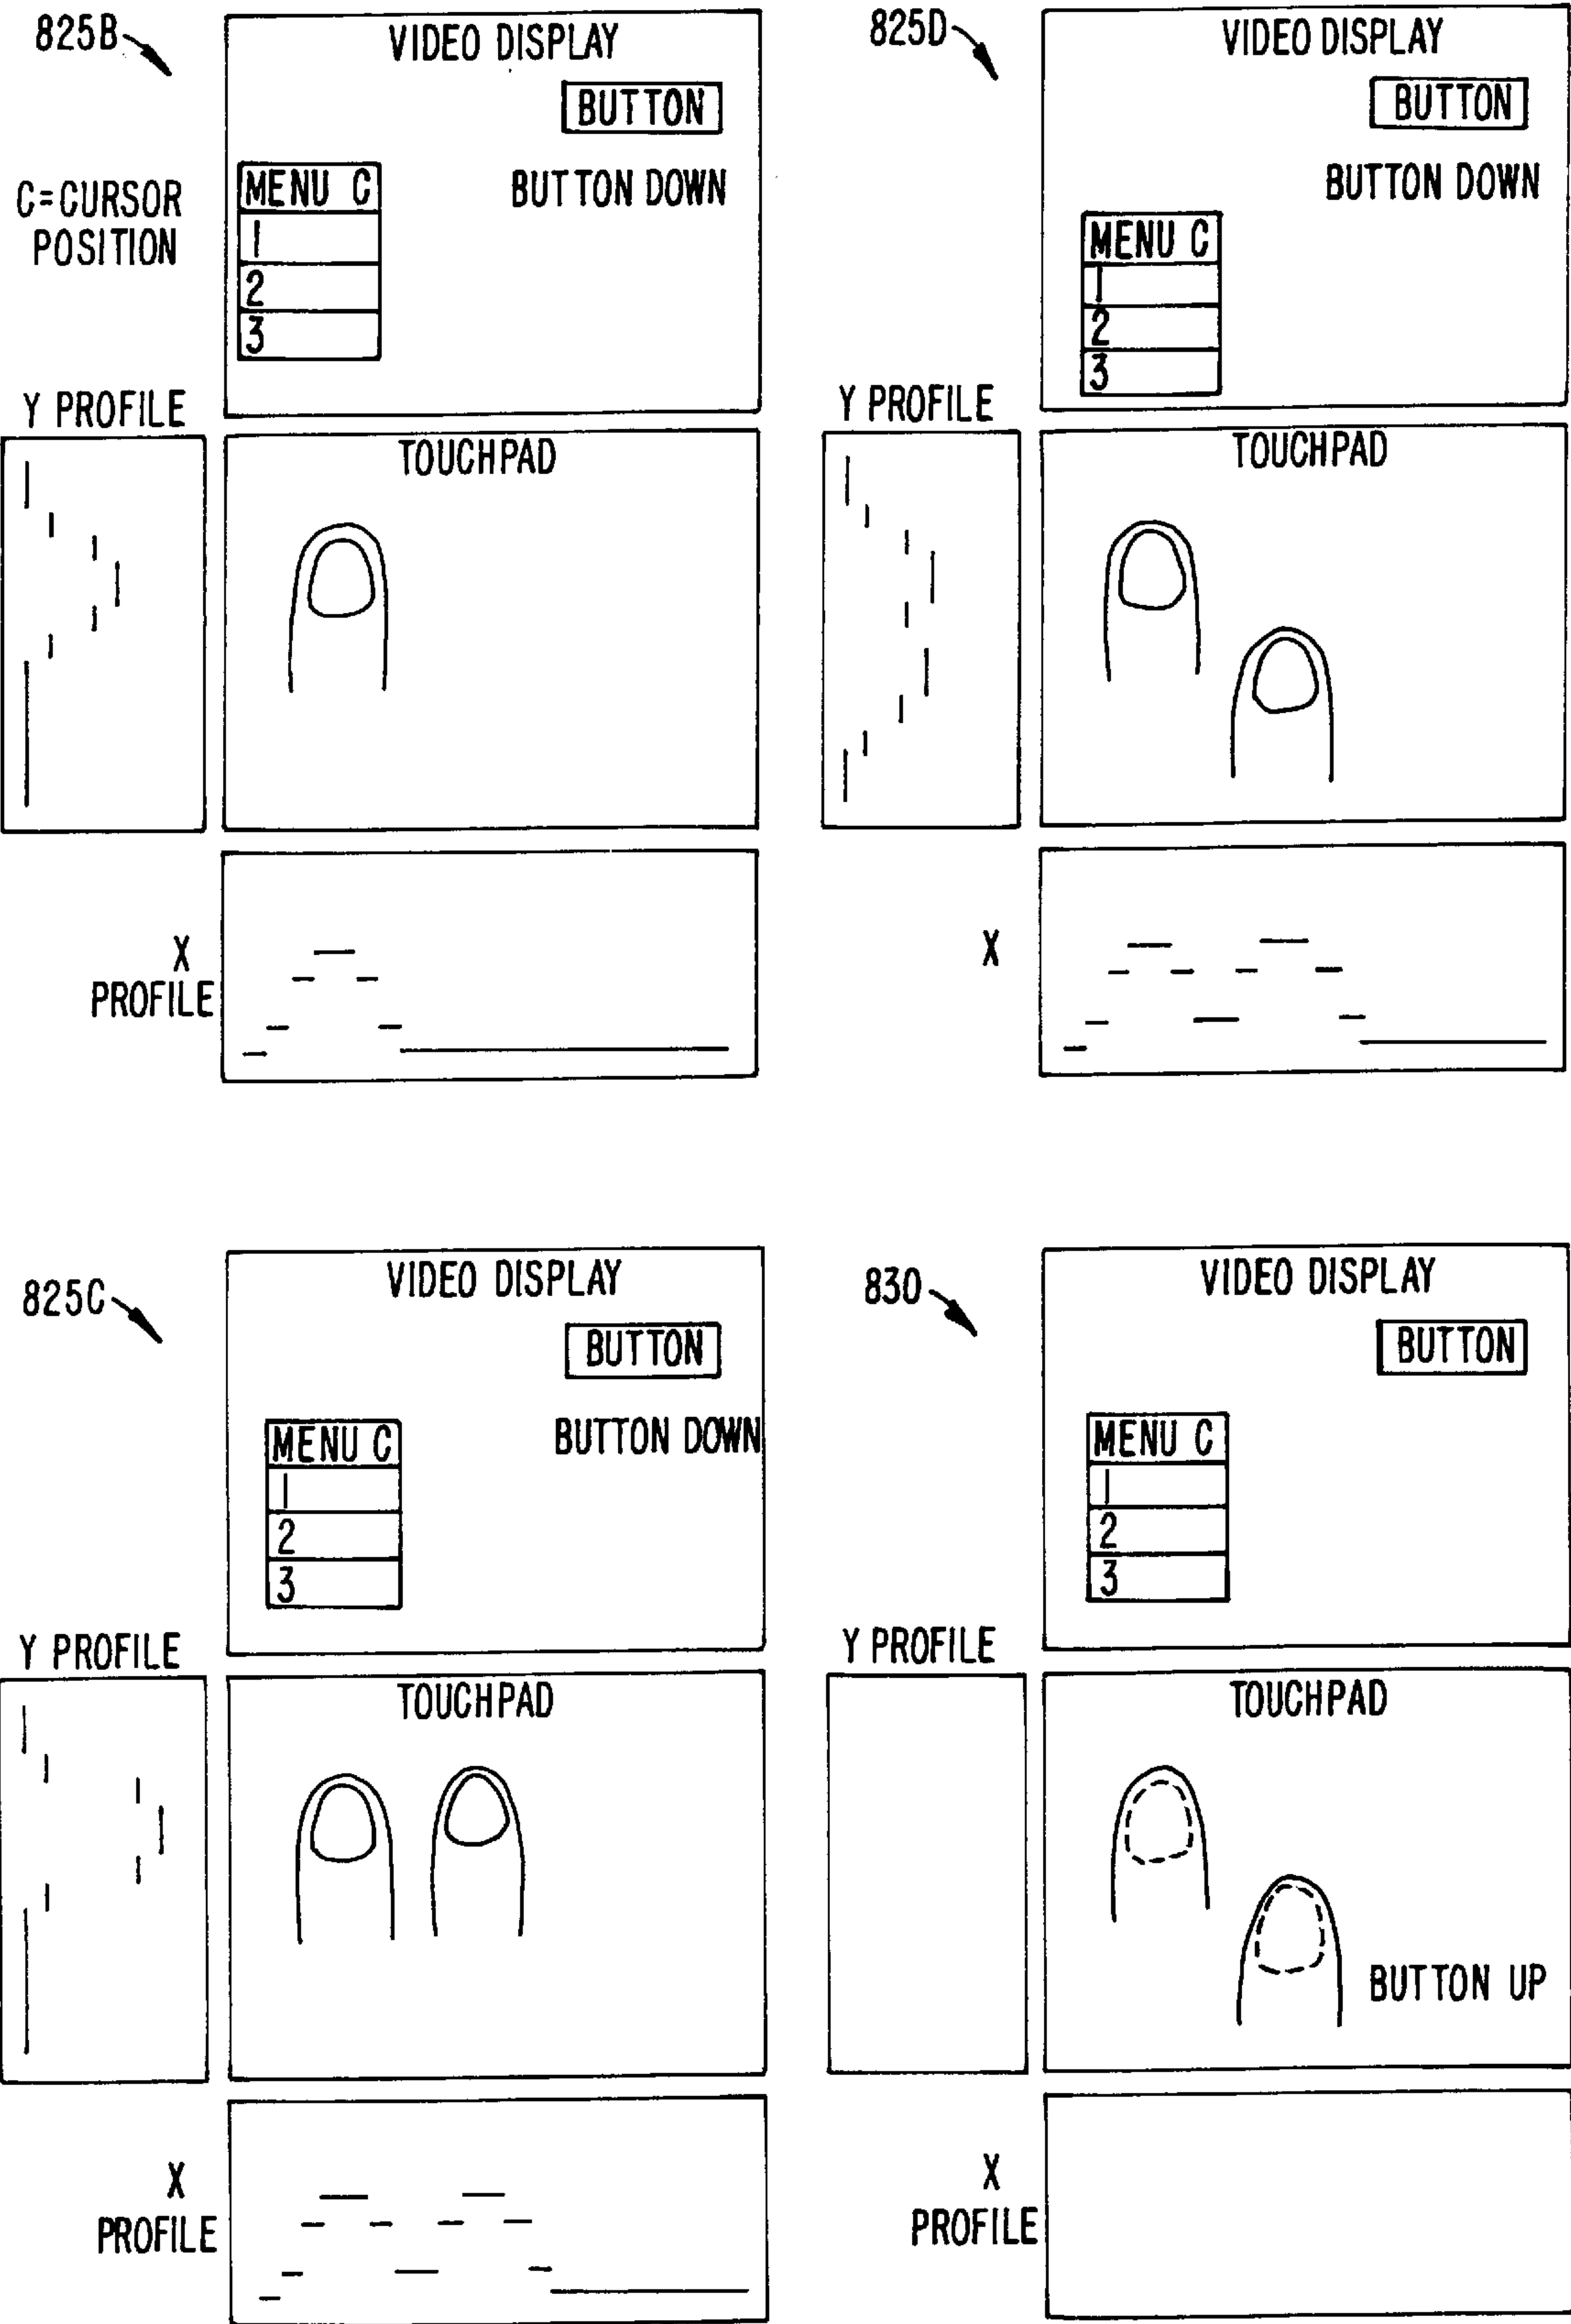 825B
VIDEO DISPLAY
BUTTON
C=CURSOR
POSITION
MENU C
BUTTON DOWN
1
2
3
Y PROFILE
TOUCHPAD
X
PROFILE
825D
VIDEO DISPLAY
BUTTON
BUTTON DOWN
MENU C
1
2
3
Y PROFILE
TOUCHPAD
X
825C
VIDEO DISPLAY
BUTTON
MENU C
BUTTON DOWN
1
2
3
Y PROFILE
TOUCHPAD
X
PROFILE
830
VIDEO DISPLAY
BUTTON
MENU C
1
2
3
Y PROFILE
TOUCHPAD
BUTTON UP
X
PROFILE